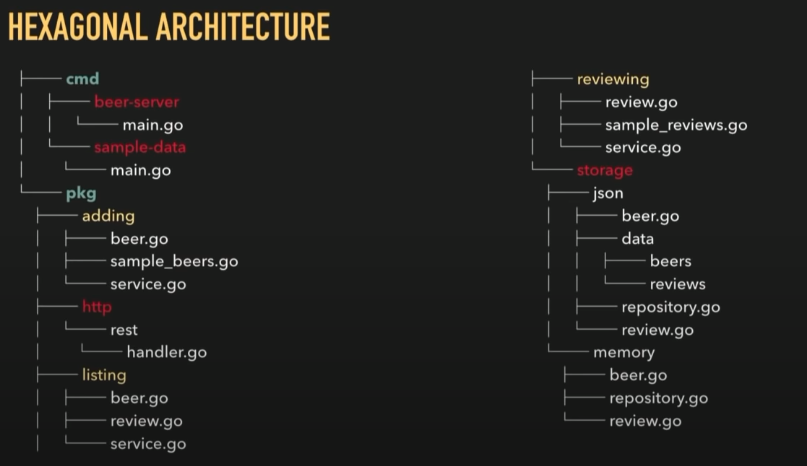 HEXAGONAL ARCHITECTURE
cmd
beer-server
main.go
sample-data
main.go
pkg
adding
beer.go
sample_beers.go
service.go
http
rest
handler.go
listing
beer.go
review.go
service.go
reviewing
review.go
sample_reviews.go
service.go
storage
json
beer.go
data
beers
reviews
repository.go
review.go
memory
beer.go
repository.go
review.go